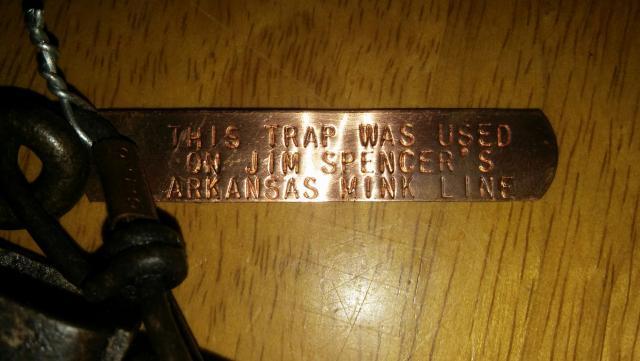 THIS TRAP WAS USED
ON JIM SPENCER'S
ARKANSAS MINK LINE